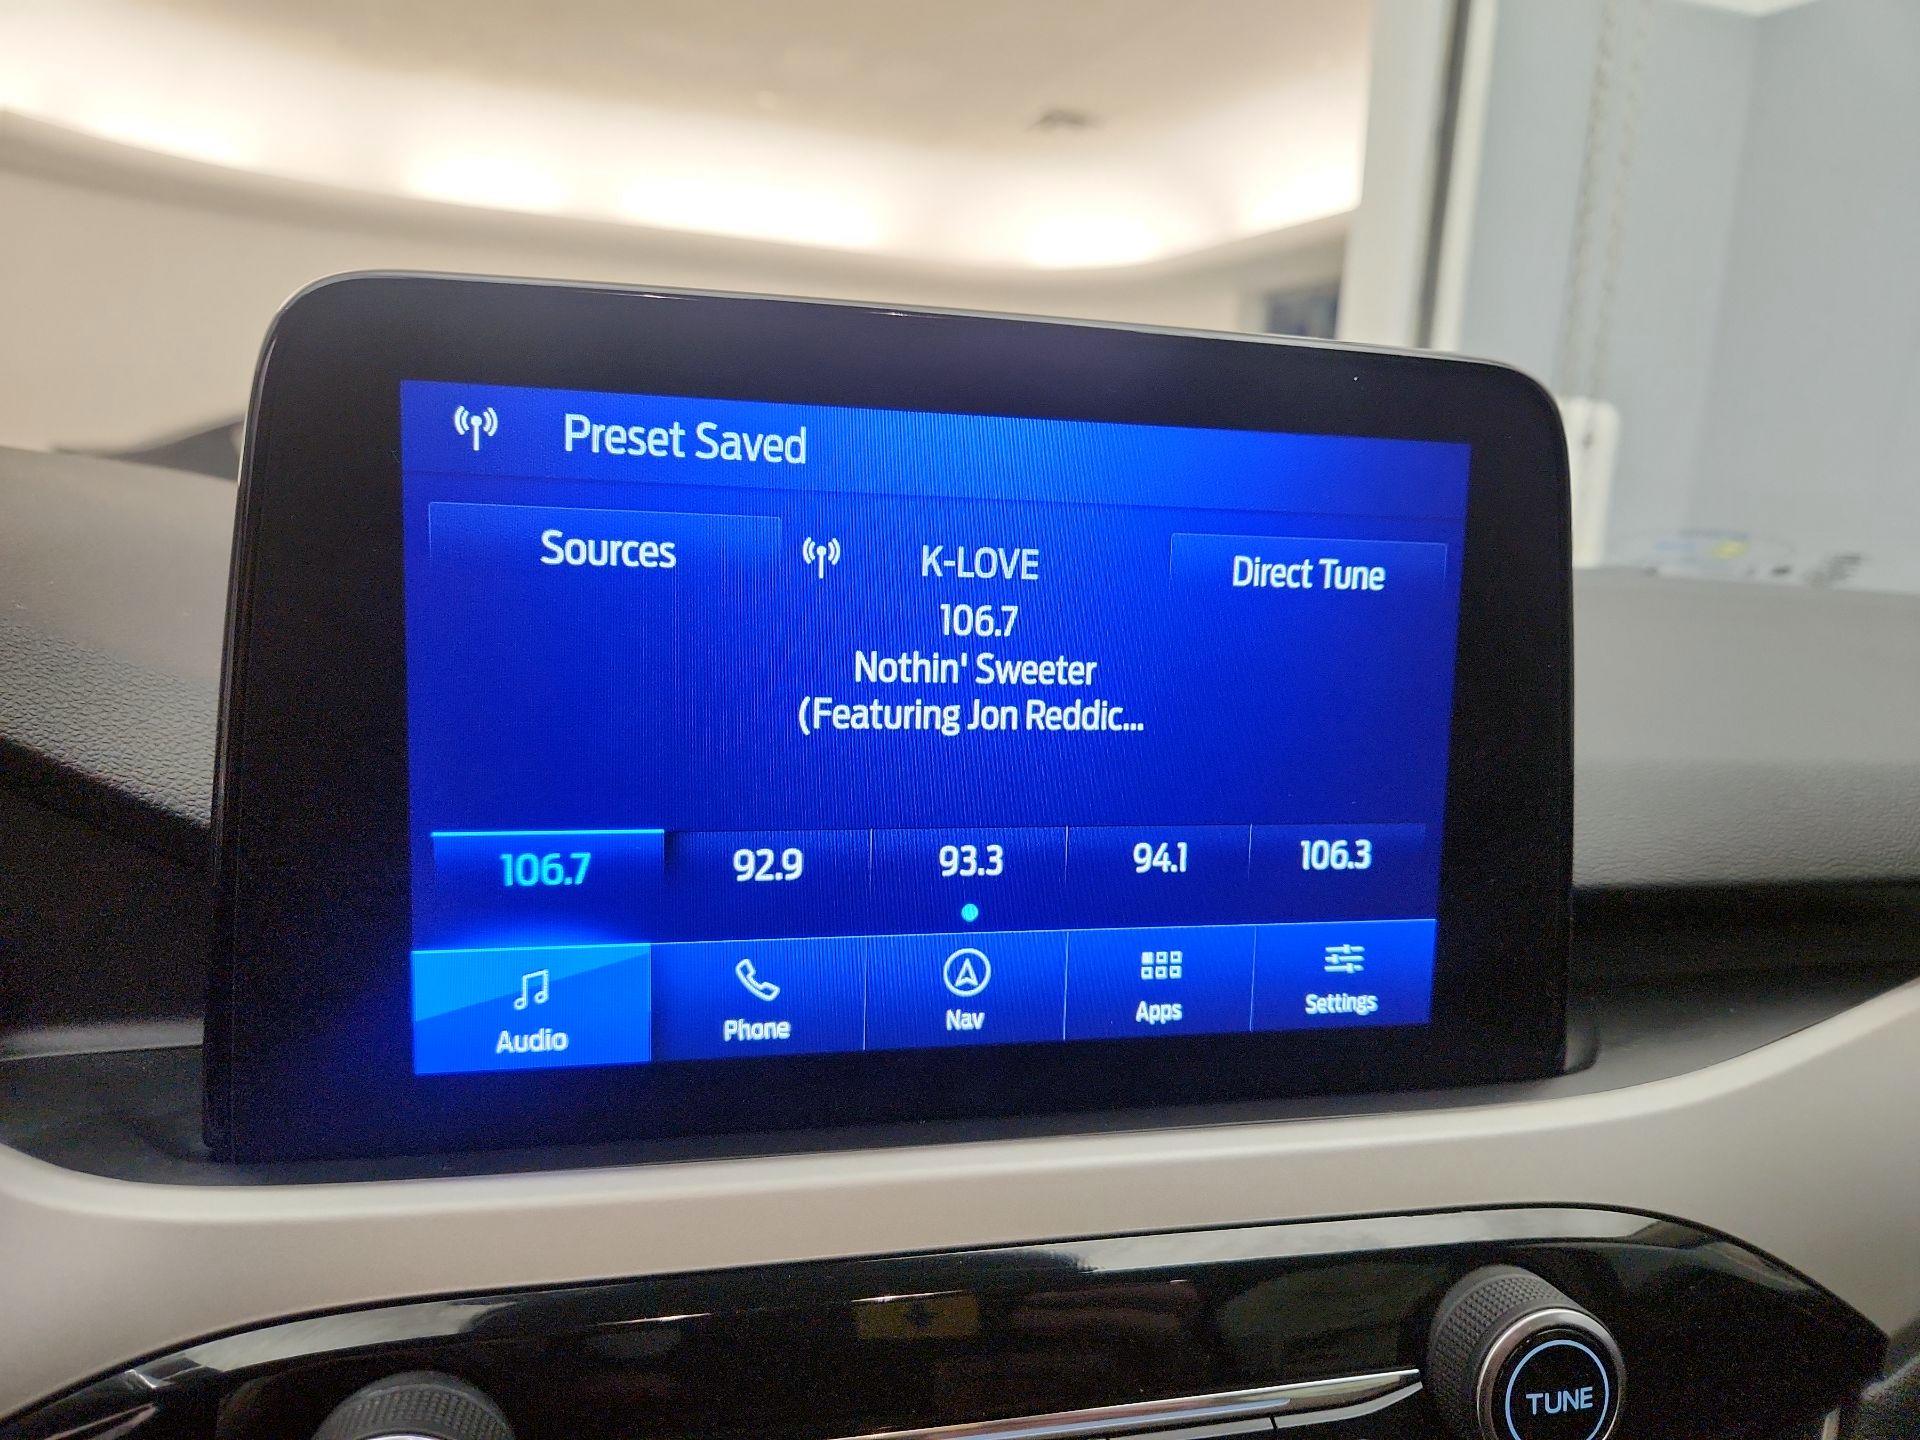 Preset Saved
Sources
K-LOVE
Direct Tune
106.7
Nothin' Sweeter
(Featuring Jon Reddic...
106.7 92.9 93.3 94.1 106.3
Audio Phone Nav Apps Settings
TUNE